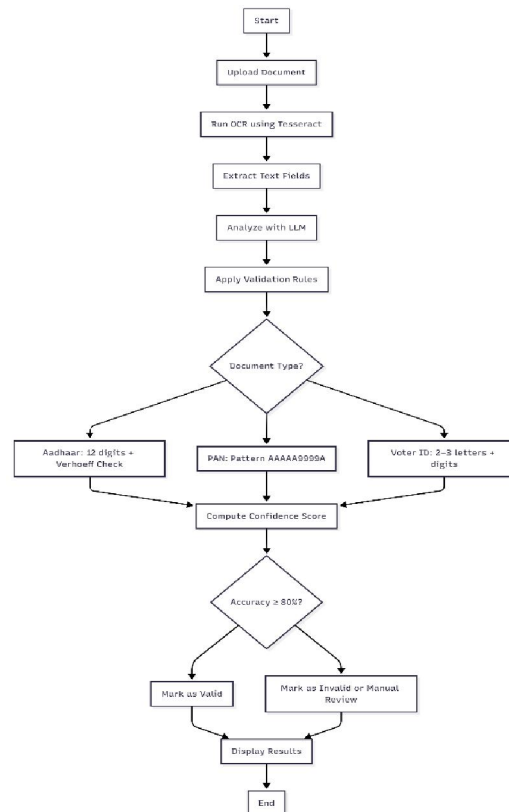 Start
Upload Document
Run OCR using Tesseract
Extract Text Fields
Analyze with LLM
Apply Validation Rules
Document Type?
Aadhaar: 12 digits +
Verhoeff Check
PAN: Pattern AAAAA9999A
Voter ID: 2–3 letters +
digits
Compute Confidence Score
Accuracy ≥ 80%?
Mark as Valid
Mark as Invalid or Manual
Review
Display Results
End